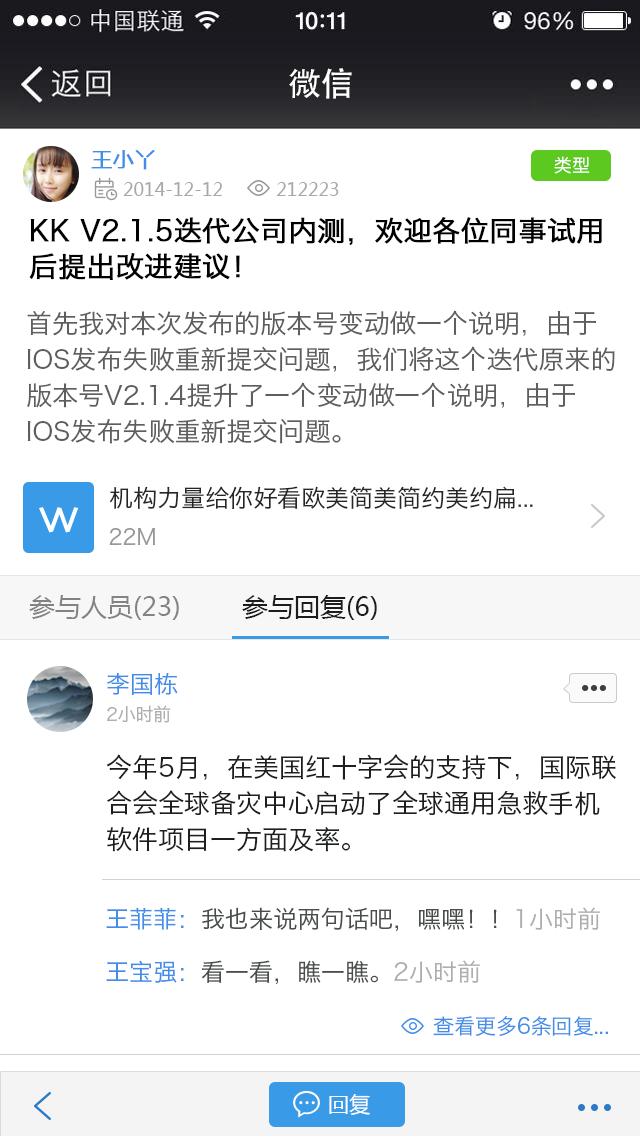 中国联通 10:11 96%
返回 微信
王小丫 类型
2014-12-12 212223
KK V2.1.5迭代公司内测，欢迎各位同事试用
后提出改进建议！
首先我对本次发布的版本号变动做一个说明，由于
IOS发布失败重新提交问题，我们将这个迭代原来的
版本号V2.1.4提升了一个变动做一个说明，由于
IOS发布失败重新提交问题。
W 机构力量给你好看欧美简美简约美约扁...
22M
参与人员(23) 参与回复(6)
李国栋
2小时前
今年5月，在美国红十字会的支持下，国际联
合会全球备灾中心启动了全球通用急救手机
软件项目一方面及率。
王菲菲：我也来说两句话吧，嘿嘿！！1小时前
王宝强：看一看，瞧一瞧。2小时前
查看更多6条回复...
回复